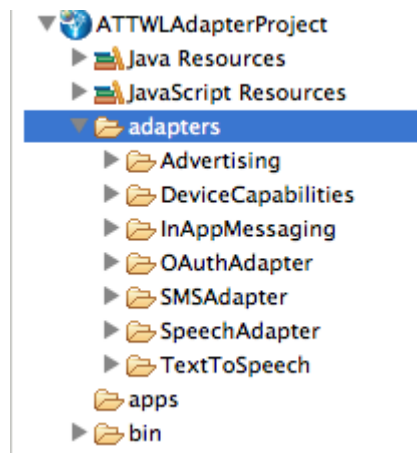 ATTWLAdapterProject
Java Resources
JavaScript Resources
adapters
Advertising
DeviceCapabilities
InAppMessaging
OAuthAdapter
SMSAdapter
SpeechAdapter
TextToSpeech
apps
bin